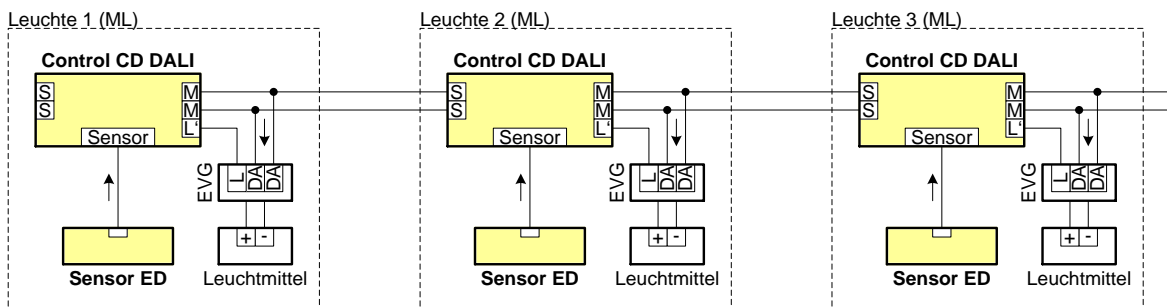 Leuchte 1 (ML) Leuchte 2 (ML) Leuchte 3 (ML)
Control CD DALI Control CD DALI Control CD DALI
S M S M S M
S M S M S M
Sensor L‘ Sensor L‘ Sensor L‘
EVG L DA DA EVG L DA DA EVG L DA DA
+ - + - + -
Sensor ED Leuchtmittel Sensor ED Leuchtmittel Sensor ED Leuchtmittel